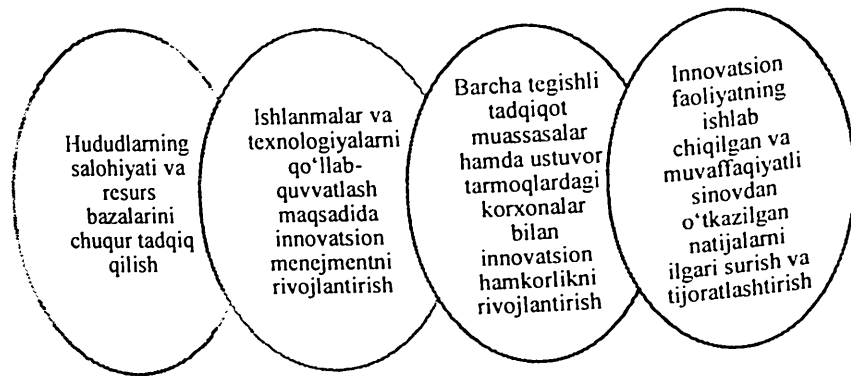 Hududlarning
salohiyati va
resurs
bazalarini
chuqur tadqiq
qilish
Ishlanmalar va
texnologiyalarni
qo‘llab-
quvvatlash
maqsadida
innovatsion
menejmentni
rivojlantirish
Barcha tegishli
tadqiqot
muassasalar
hamda ustuvor
tarmoqlardagi
korxonalar
bilan
innovatsion
hamkorlikni
rivojlantirish
Innovatsion
faoliyatning
ishlab
chiqilgan va
muvaffaqiyatli
sinovdan
o‘tkazilgan
natijalarni
ilgari surish va
tijoratlashtirish